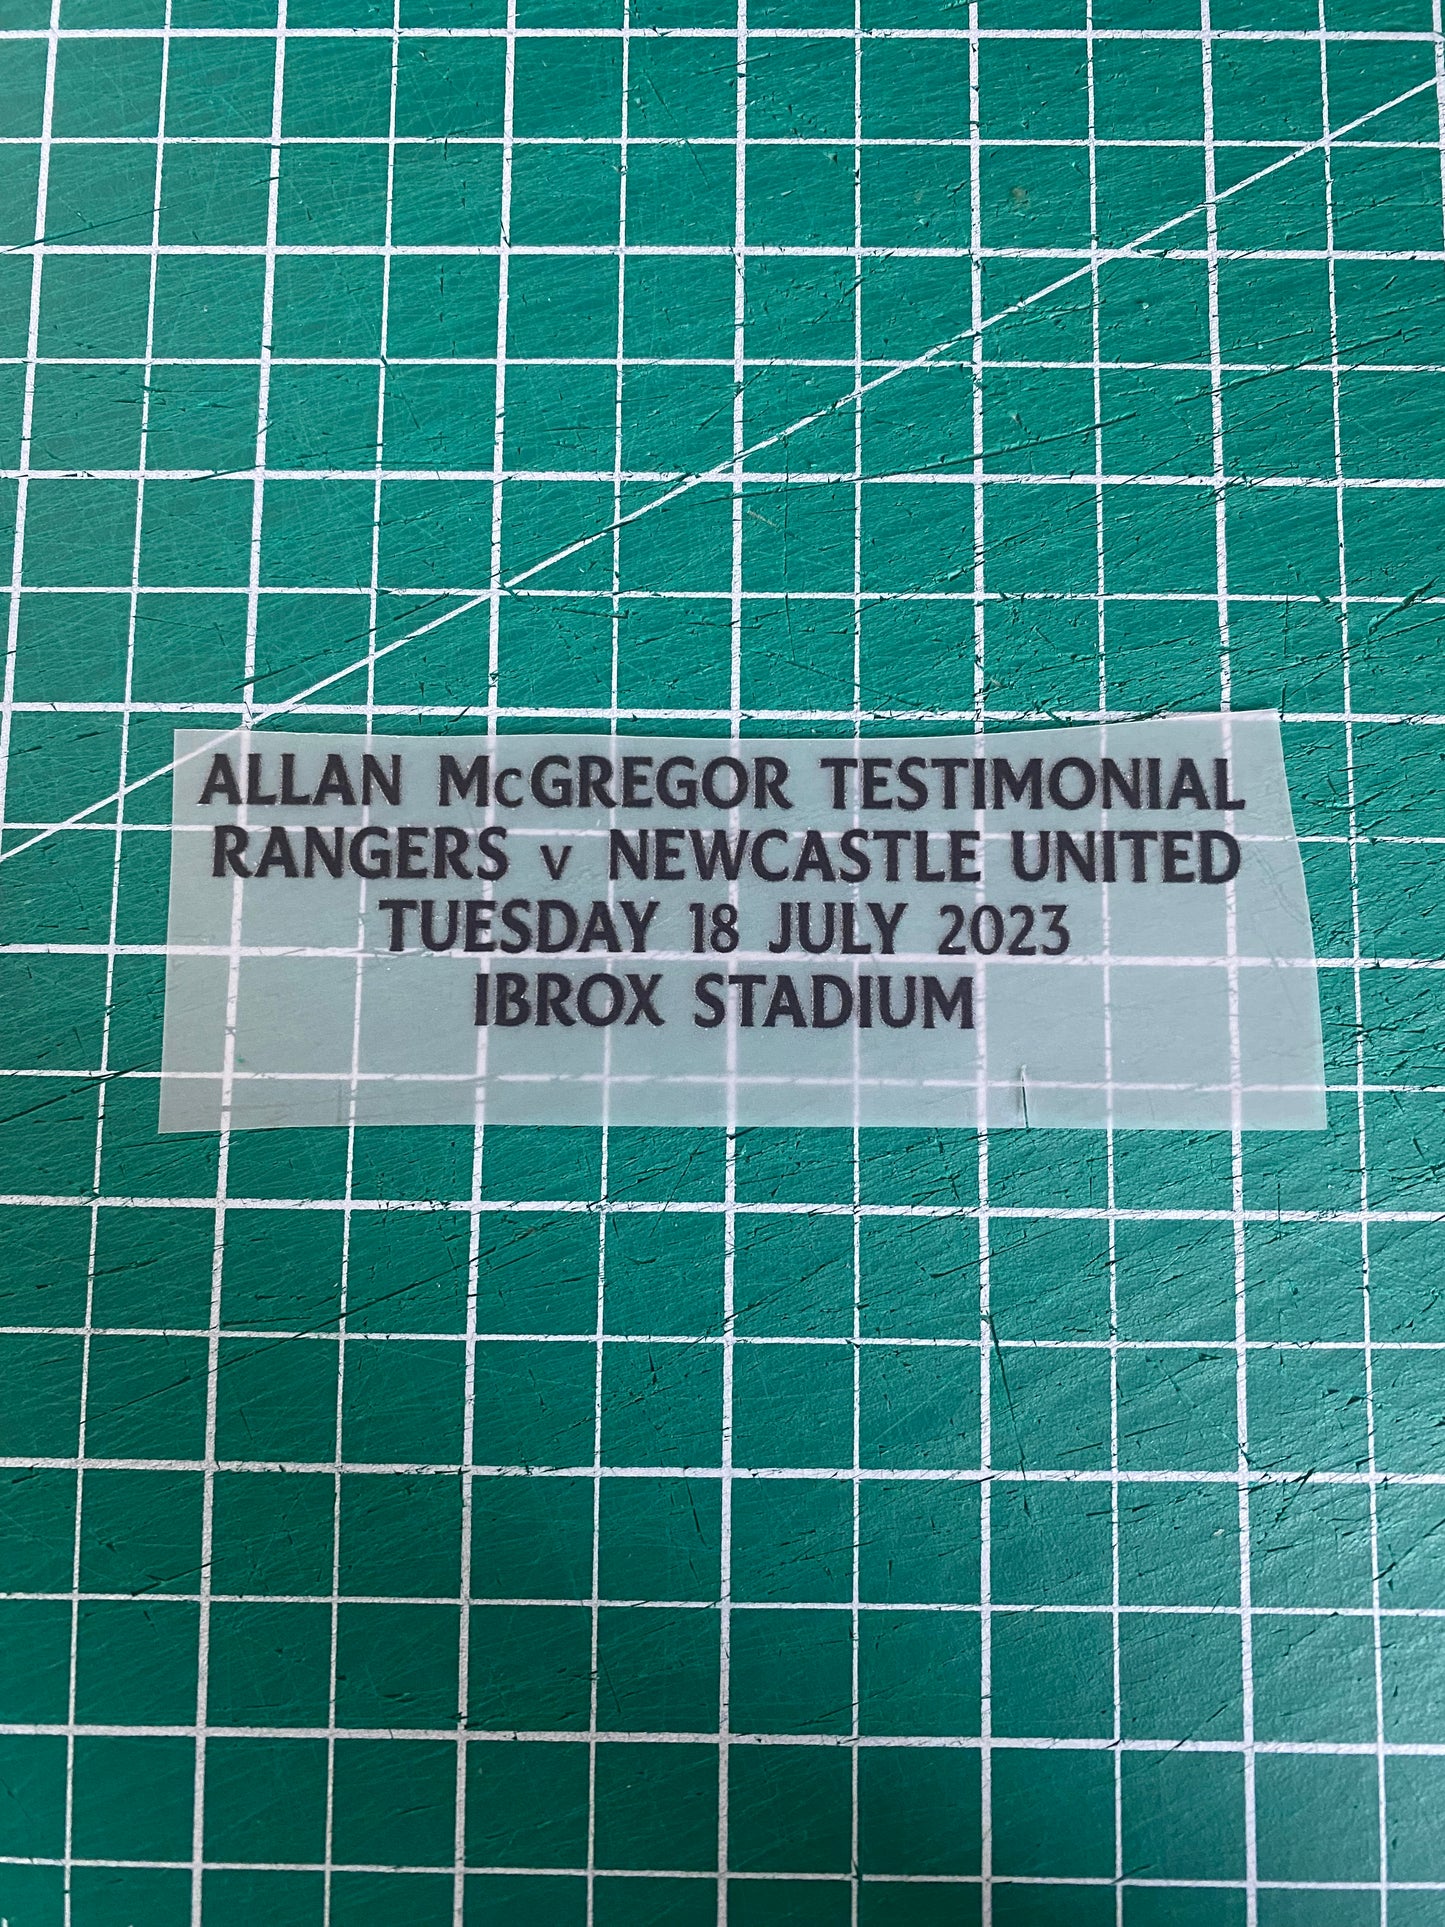 ALLAN McGREGOR TESTIMONIAL
RANGERS v NEWCASTLE UNITED
TUESDAY 18 JULY 2023
IBROX STADIUM